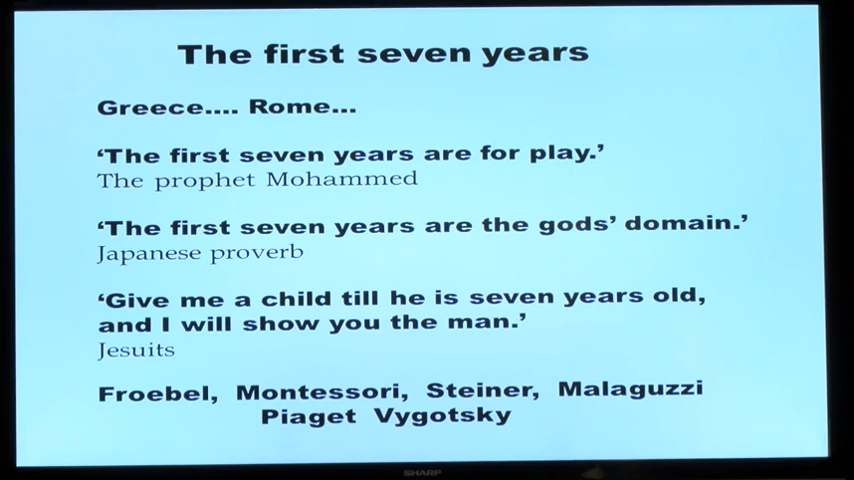 The first seven years
Greece.... Rome...
‘The first seven years are for play.’
The prophet Mohammed
‘The first seven years are the gods’ domain.’
Japanese proverb
‘Give me a child till he is seven years old,
and I will show you the man.’
Jesuits
Froebel, Montessori, Steiner, Malaguzzi
Piaget Vygotsky
SHARP